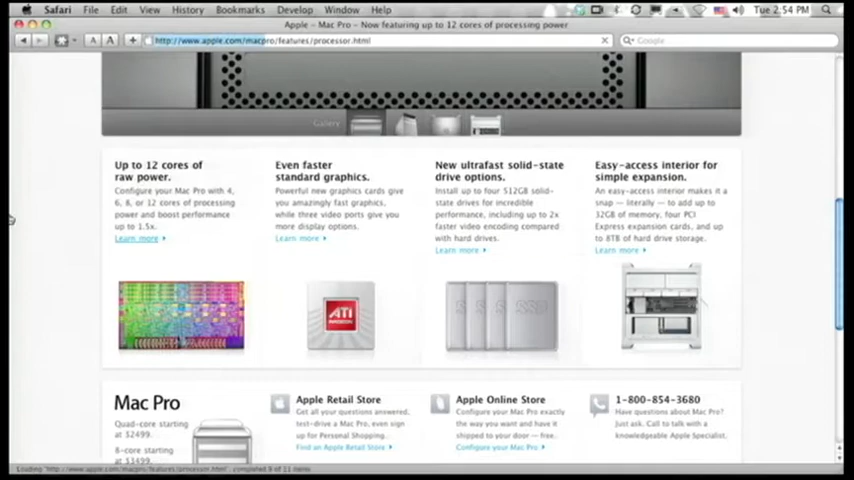 Safari File Edit View History Bookmarks Develop Window Help Tue 2:54 PM
Apple - Mac Pro - Now featuring up to 12 cores of processing power
A A + http://www.apple.com/macpro/features/processor.html Google
Gallery
Up to 12 cores of
raw power.
Configure your Mac Pro with 4,
6, 8, or 12 cores of processing
power and boost performance
up to 1.5x.
Learn more
Even faster
standard graphics.
Powerful new graphics cards give
you amazingly fast graphics,
while three video ports give you
more display options.
Learn more
New ultrafast solid-state
drive options.
Install up to four 512GB solid-
state drives for incredible
performance, including up to 2x
faster video encoding compared
with hard drives.
Learn more
Easy-access interior for
simple expansion.
An easy-access interior makes it a
snap — literally — to add up to
32GB of memory, four PCI
Express expansion cards, and up
to 8TB of hard drive storage.
Learn more
ATI
RADEON
SSD
Mac Pro
Quad-core starting
at $2499.
8-core starting
at $3499.
Apple Retail Store
Get all your questions answered,
test-drive a Mac Pro, even sign
up for Personal Shopping.
Find an Apple Retail Store
Apple Online Store
Configure your Mac Pro exactly
the way you want and have it
shipped to your door — free.
Configure your Mac Pro
1-800-854-3680
Have questions about Mac Pro?
Just ask. Call to talk with a
knowledgeable Apple Specialist.
Loading "http://www.apple.com/macpro/features/processor.html", completed 9 of 11 items